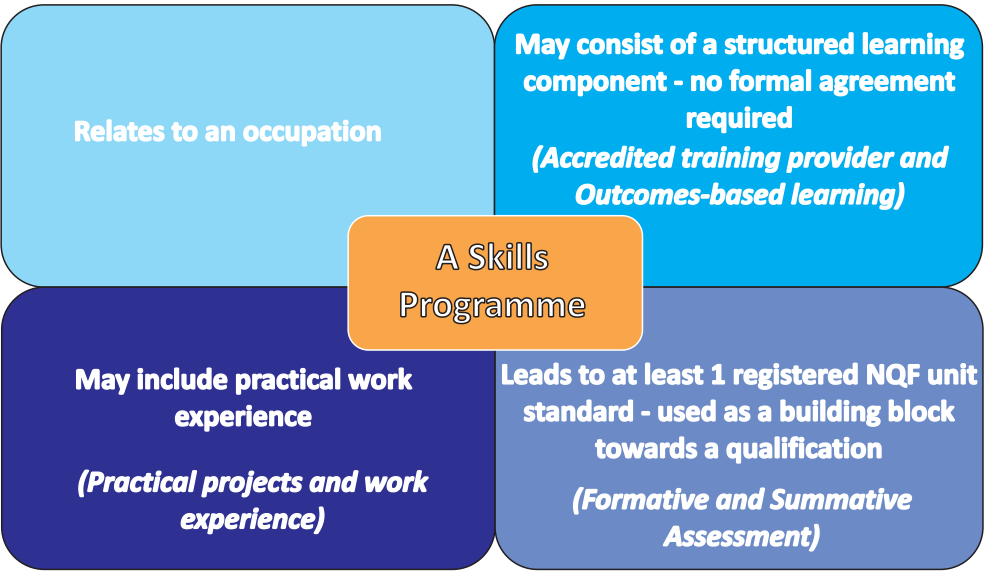 Relates to an occupation
May consist of a structured learning
component - no formal agreement
required
(Accredited training provider and
Outcomes-based learning)
A Skills
Programme
May include practical work
experience
(Practical projects and work
experience)
Leads to at least 1 registered NQF unit
standard - used as a building block
towards a qualification
(Formative and Summative
Assessment)